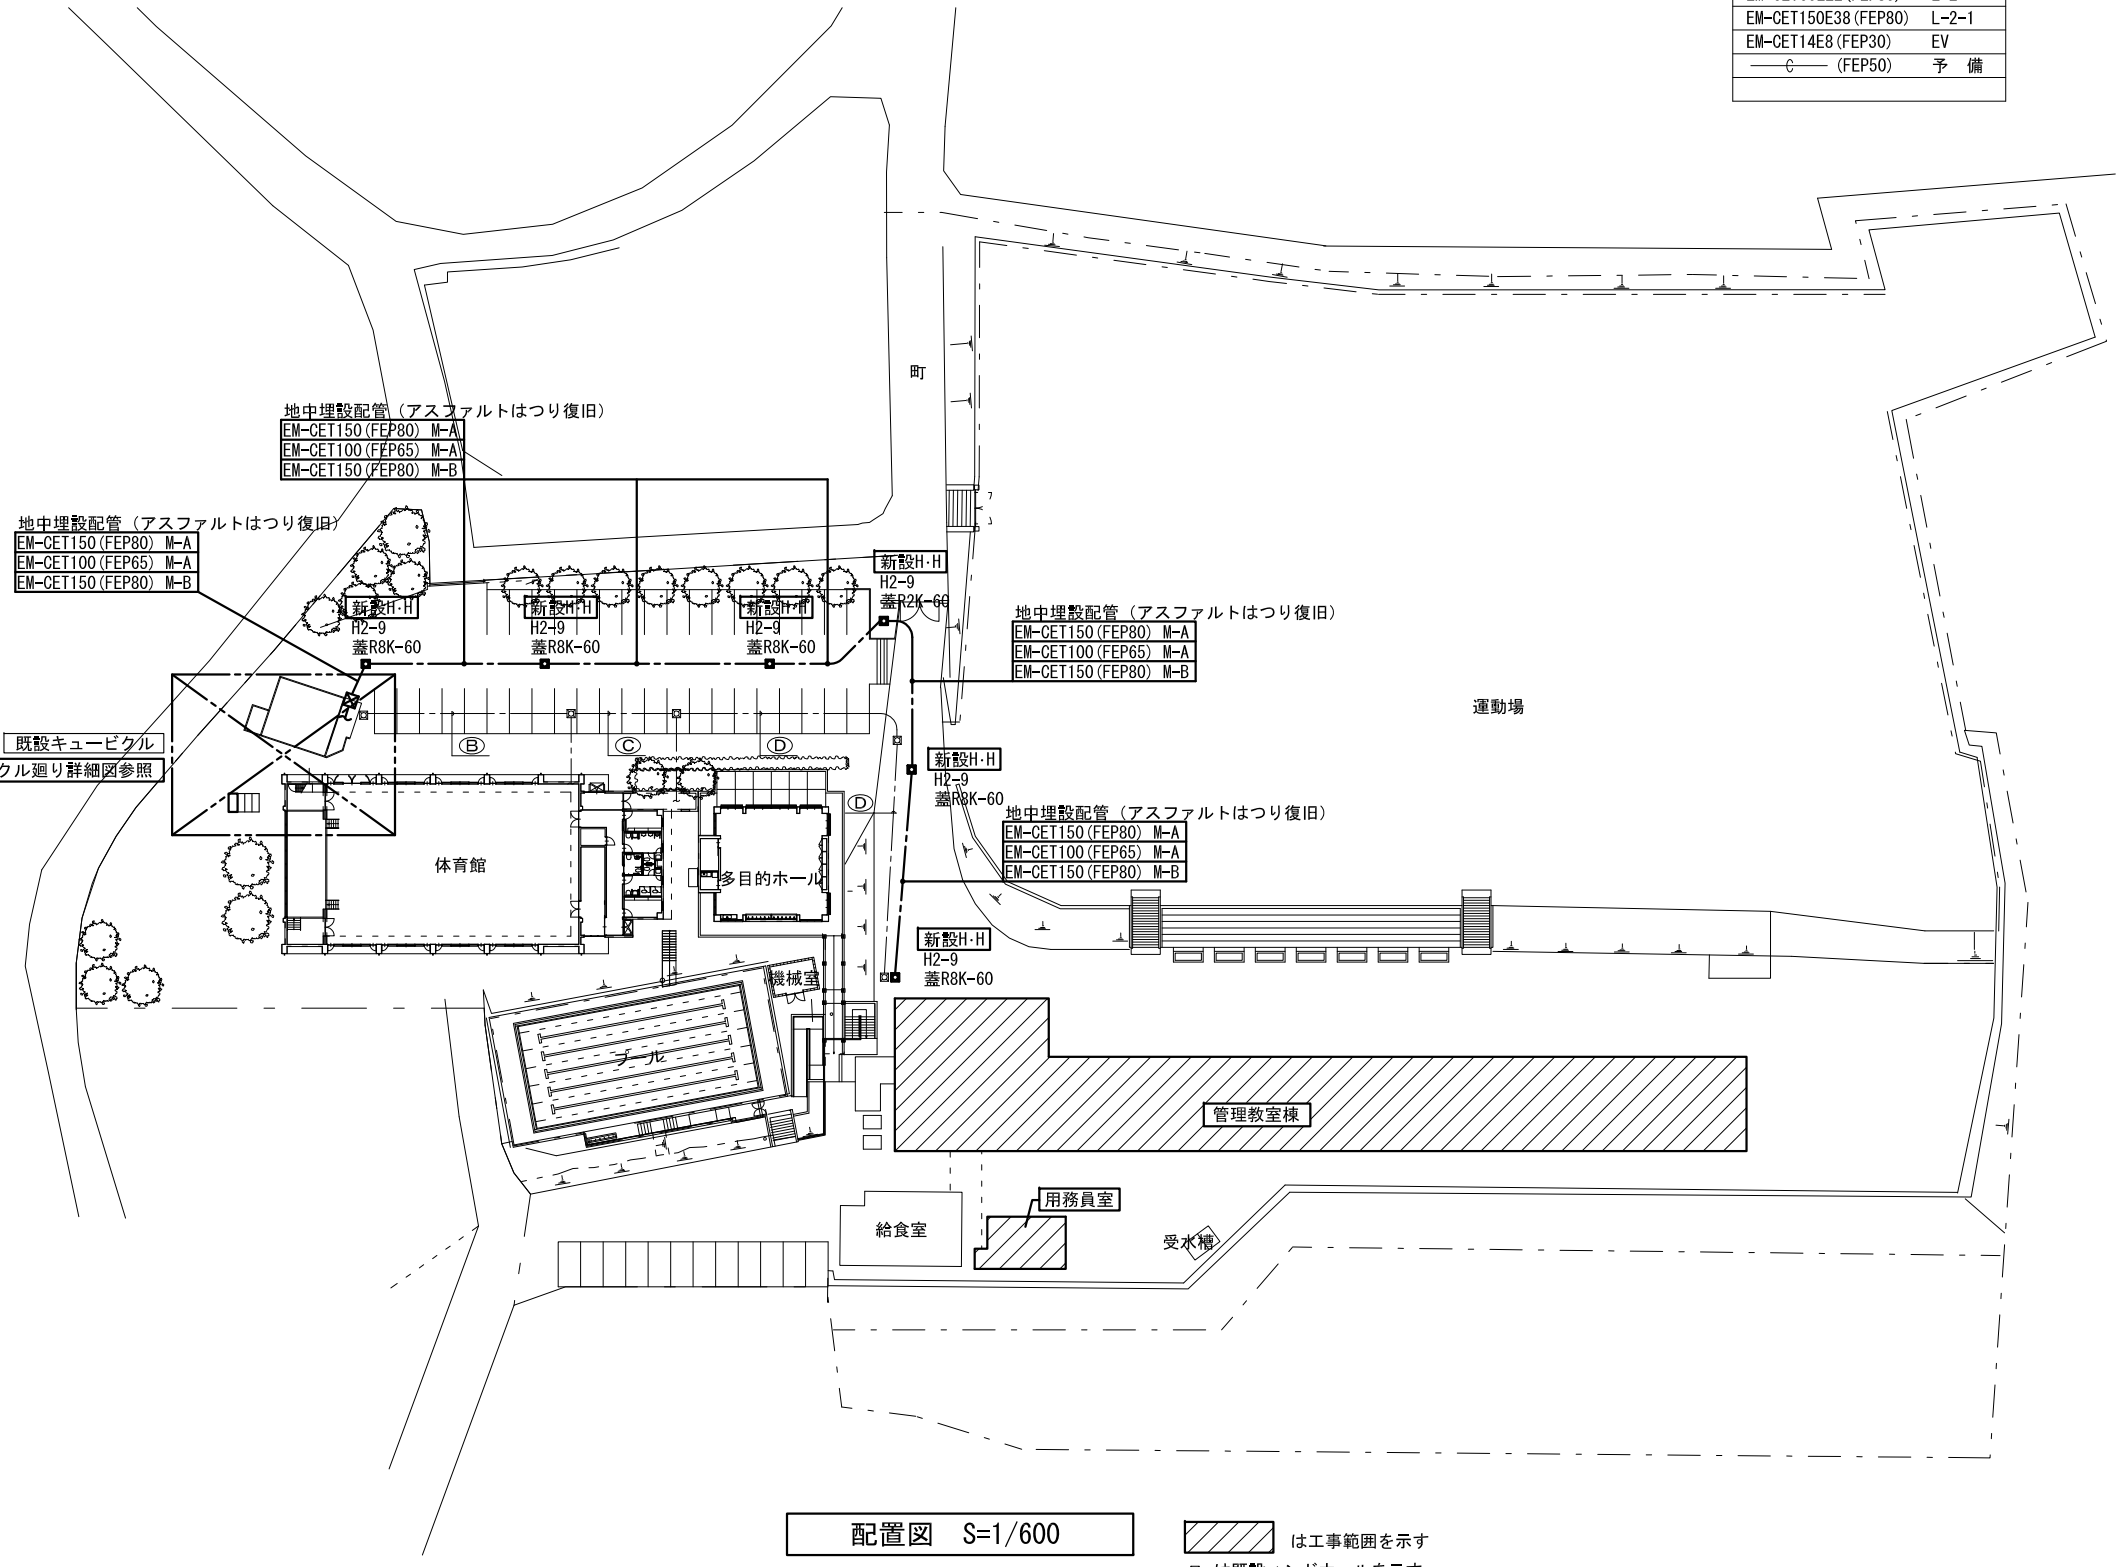 EM-CET150E38(FEP80) L-2-1
EM-CET14E8(FEP30) EV
C (FEP50) 予 備
町
地中埋設配管（アスファルトはつり復旧）
EM-CET150(FEP80) M-A
EM-CET100(FEP65) M-A
EM-CET150(FEP80) M-B
地中埋設配管（アスファルトはつり復旧）
EM-CET150(FEP80) M-A
EM-CET100(FEP65) M-A
EM-CET150(FEP80) M-B
新設H・H
H2-9
蓋R8K-60
新設H・H
H2-9
蓋R8K-60
新設H・H
H2-9
蓋R8K-60
新設H・H
H2-9
蓋R2K-60
地中埋設配管（アスファルトはつり復旧）
EM-CET150(FEP80) M-A
EM-CET100(FEP65) M-A
EM-CET150(FEP80) M-B
運動場
既設キュービクル
クル廻り詳細図参照
B
C
D
D
新設H・H
H2-9
蓋R8K-60
地中埋設配管（アスファルトはつり復旧）
EM-CET150(FEP80) M-A
EM-CET100(FEP65) M-A
EM-CET150(FEP80) M-B
体育館
多目的ホール
新設H・H
H2-9
蓋R8K-60
機械室
プール
管理教室棟
用務員室
給食室
受水槽
配置図 S=1/600
は工事範囲を示す